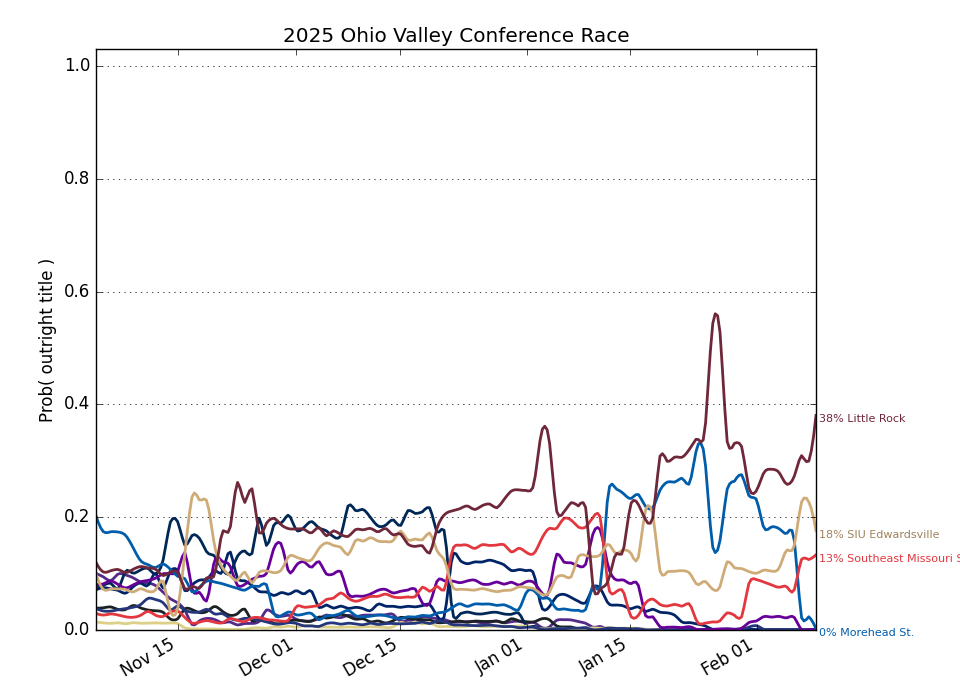 2025 Ohio Valley Conference Race
1.0
0.8
0.6
0.4
0.2
0.0
Prob( outright title )
38% Little Rock
18% SIU Edwardsville
13% Southeast Missouri S
0% Morehead St.
Nov 15
Dec 01
Dec 15
Jan 01
Jan 15
Feb 01